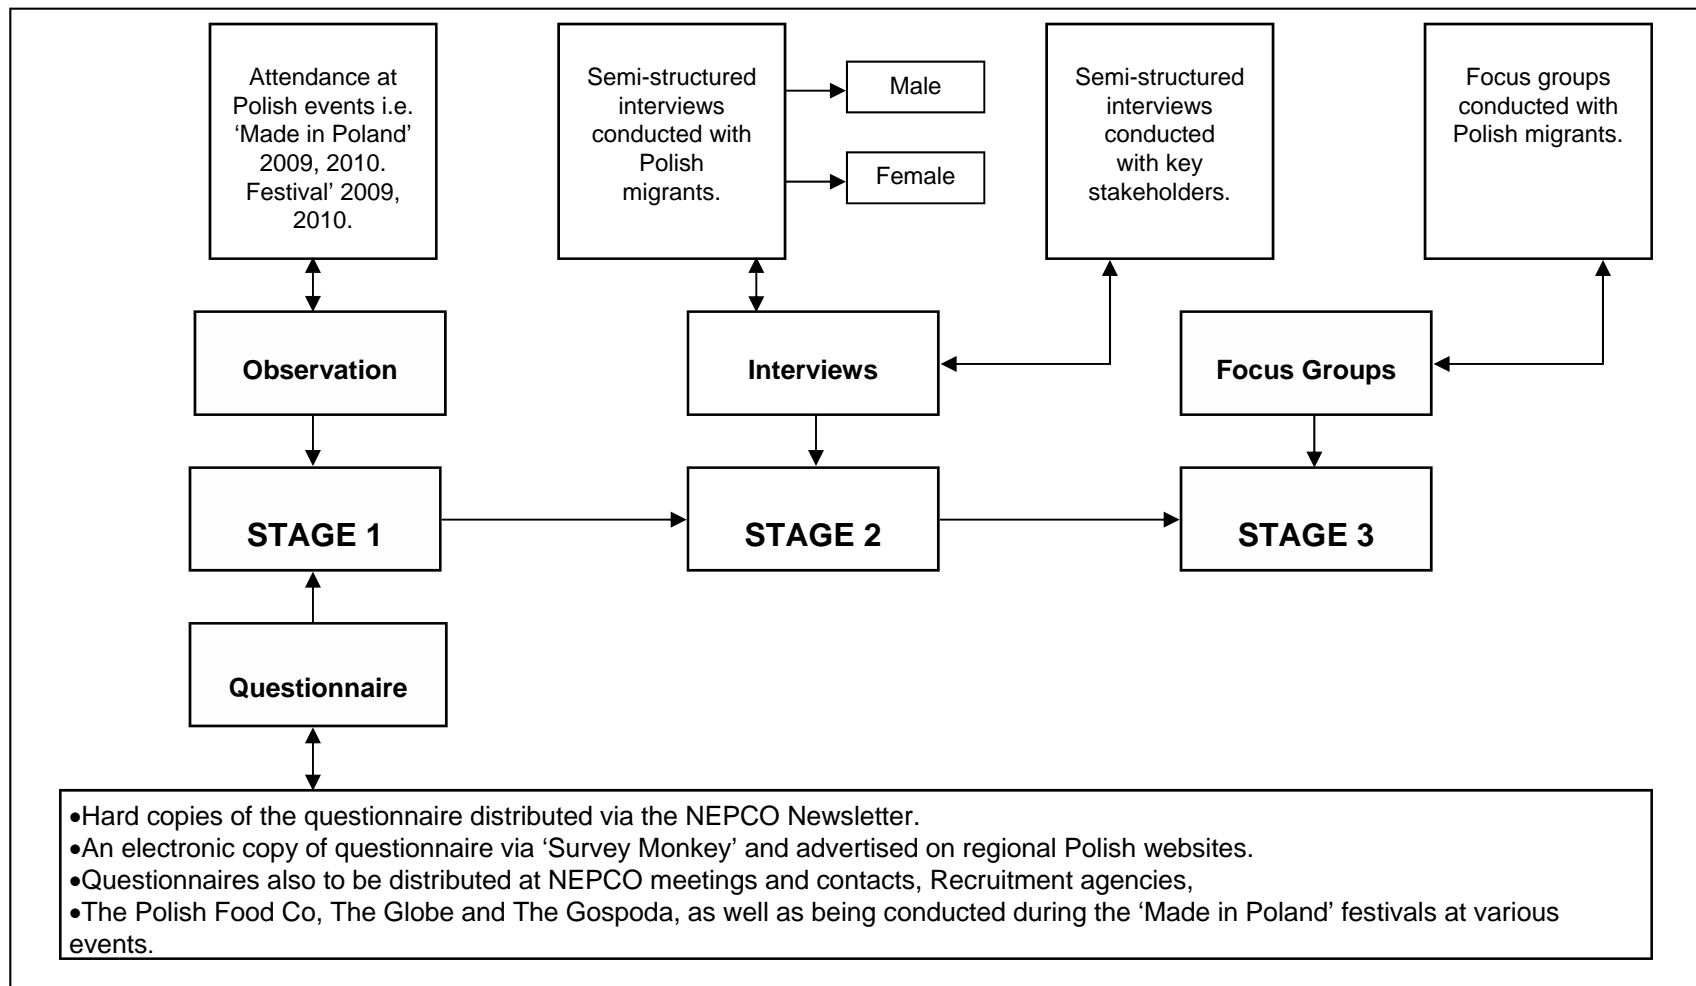 Attendance at
Polish events i.e.
‘Made in Poland’
2009, 2010.
Festival’ 2009,
2010.
Semi-structured
interviews
conducted with
Polish
migrants.
Male
Female
Semi-structured
interviews
conducted
with key
stakeholders.
Focus groups
conducted with
Polish migrants.
Observation
Interviews
Focus Groups
STAGE 1
STAGE 2
STAGE 3
Questionnaire
•Hard copies of the questionnaire distributed via the NEPCO Newsletter.
•An electronic copy of questionnaire via ‘Survey Monkey’ and advertised on regional Polish websites.
•Questionnaires also to be distributed at NEPCO meetings and contacts, Recruitment agencies,
•The Polish Food Co, The Globe and The Gospoda, as well as being conducted during the ‘Made in Poland’ festivals at various
events.